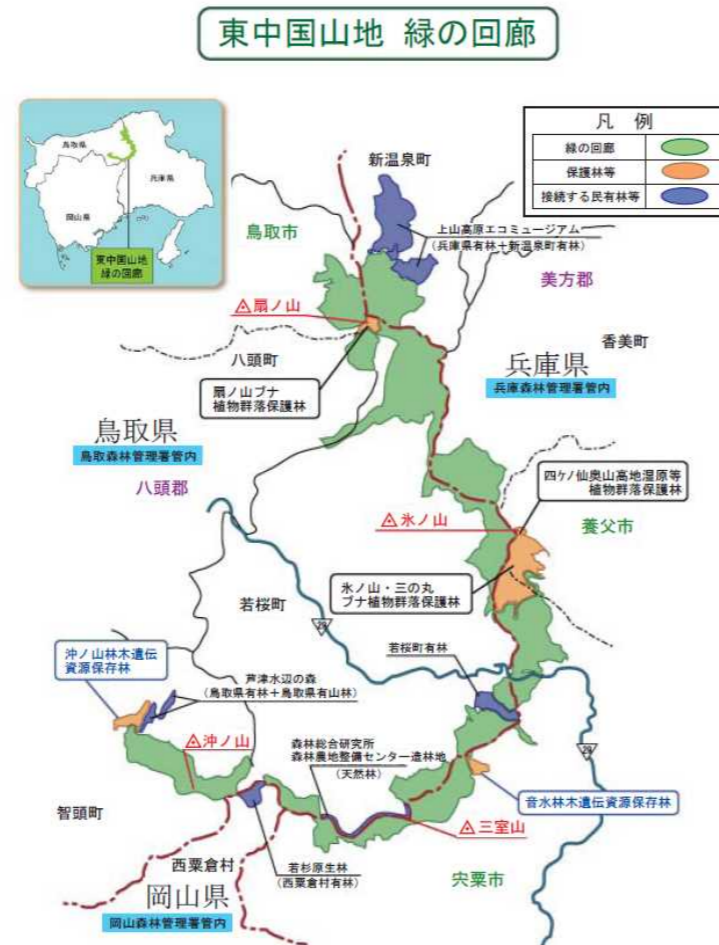 東中国山地 緑の回廊
鳥取県
兵庫県
岡山県
東中国山地
緑の回廊
凡 例
緑の回廊
保護林等
接続する民有林等
新温泉町
上山高原エコミュージアム
(兵庫県有林+新温泉町有林)
鳥取市
美方郡
扇ノ山
八頭町
香美町
兵庫県
兵庫森林管理署管内
扇ノ山ブナ
植物群落保護林
鳥取県
鳥取森林管理署管内
八頭郡
四ケノ仙奥山高地湿原等
植物群落保護林
氷ノ山
養父市
氷ノ山・三の丸
ブナ植物群落保護林
若桜町
29
若桜町有林
沖ノ山林木遺伝
資源保存林
芦津水辺の森
(鳥取県有林+鳥取県有山林)
沖ノ山
森林総合研究所
森林農地整備センター造林地
(天然林)
29
音水林木遺伝資源保存林
智頭町
三室山
若杉原生林
(西粟倉村有林)
西粟倉村
宍粟市
岡山県
岡山森林管理署管内